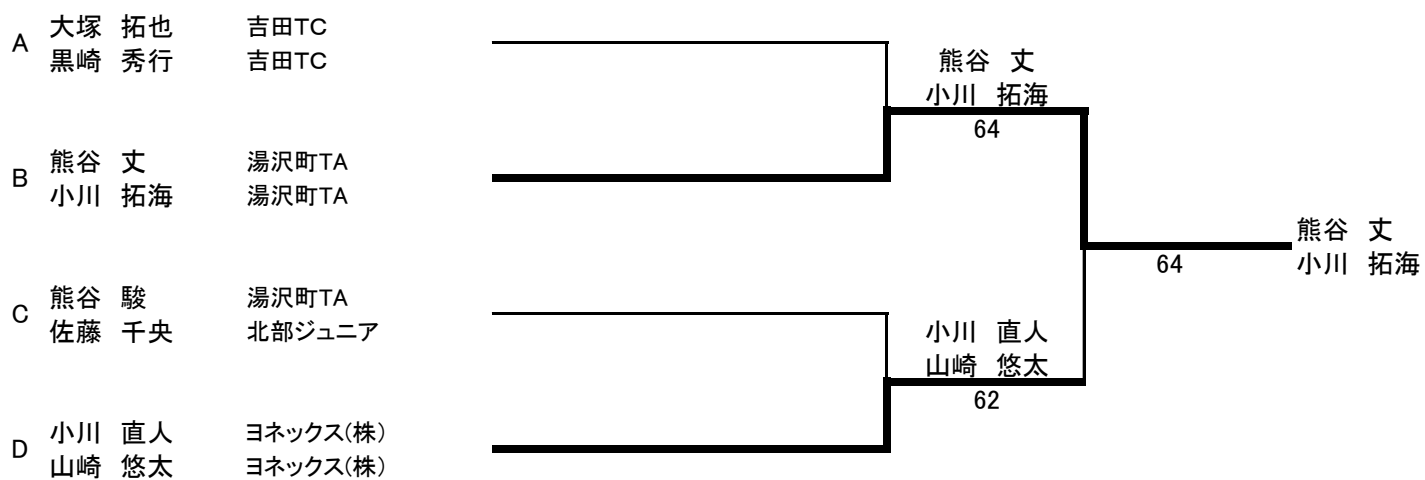 A
大塚 拓也 吉田TC
黒崎 秀行 吉田TC
熊谷 丈
小川 拓海
64
B
熊谷 丈 湯沢町TA
小川 拓海 湯沢町TA
熊谷 丈
小川 拓海
64
C
熊谷 駿 湯沢町TA
佐藤 千央 北部ジュニア
小川 直人
山崎 悠太
62
D
小川 直人 ヨネックス(株)
山崎 悠太 ヨネックス(株)